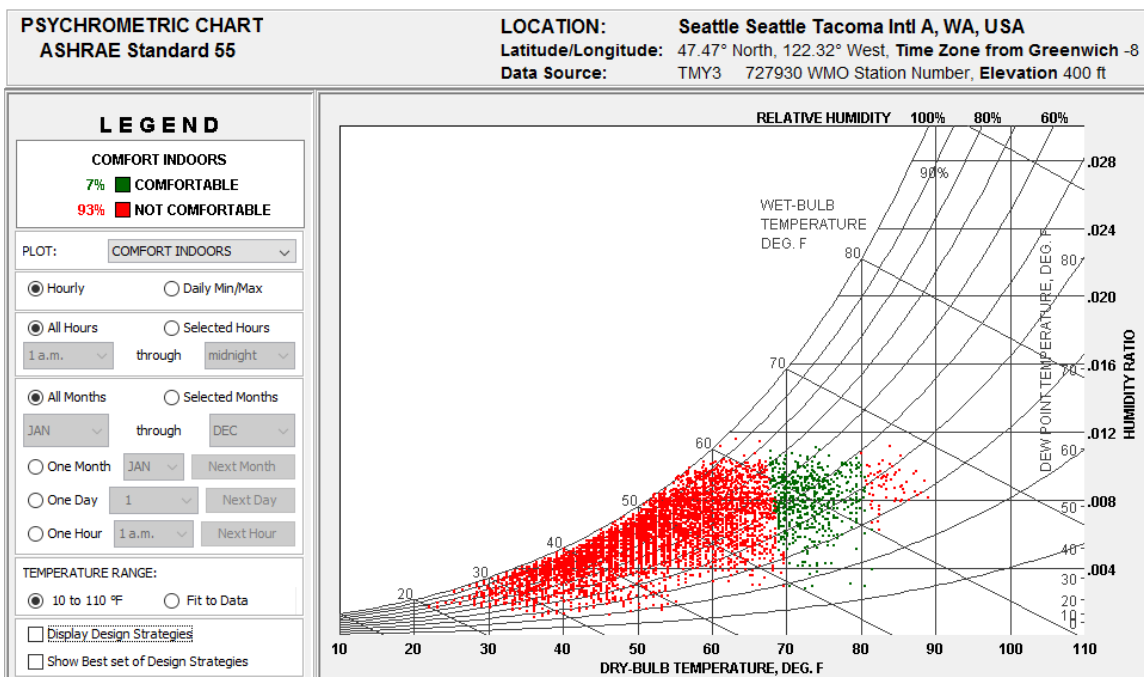 PSYCHROMETRIC CHART
ASHRAE Standard 55
LOCATION: Seattle Seattle Tacoma Intl A, WA, USA
Latitude/Longitude: 47.47° North, 122.32° West, Time Zone from Greenwich -8
Data Source: TMY3 727930 WMO Station Number, Elevation 400 ft
LEGEND
COMFORT INDOORS
7% COMFORTABLE
93% NOT COMFORTABLE
PLOT: COMFORT INDOORS
Hourly Daily Min/Max
All Hours Selected Hours
1 a.m. through midnight
All Months Selected Months
JAN through DEC
One Month JAN Next Month
One Day 1 Next Day
One Hour 1 a.m. Next Hour
TEMPERATURE RANGE:
10 to 110 °F Fit to Data
Display Design Strategies
Show Best set of Design Strategies
RELATIVE HUMIDITY 100% 80% 60%
90%
WET-BULB
TEMPERATURE
DEG. F
20
30
40
50
60
70
80
DEW POINT TEMPERATURE, DEG. F
80
70
60
50
40
30
20
10
0
.028
.024
.020
.016
.012
.008
.004
HUMIDITY RATIO
10 20 30 40 50 60 70 80 90 100 110
DRY-BULB TEMPERATURE, DEG. F